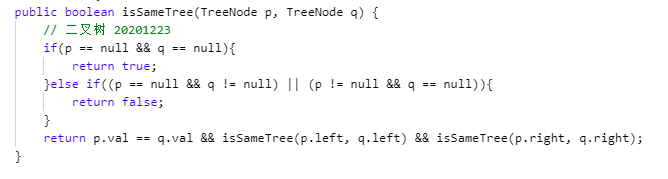 public boolean isSameTree(TreeNode p, TreeNode q) {
    // 二叉树 20201223
    if(p == null && q == null){
        return true;
    }else if((p == null && q != null) || (p != null && q == null)){
        return false;
    }
    return p.val == q.val && isSameTree(p.left, q.left) && isSameTree(p.right, q.right);
}